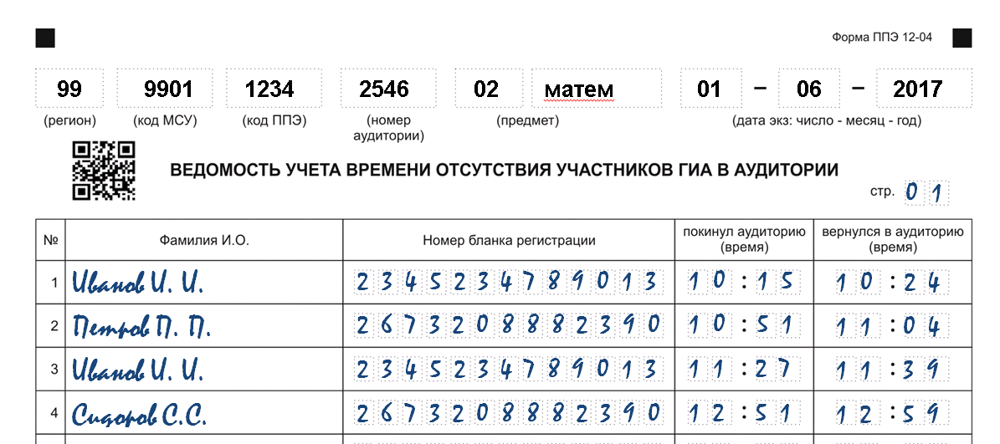 Форма ППЭ 12-04
99 9901 1234 2546 02 матем 01 – 06 – 2017
(регион) (код МСУ) (код ППЭ) (номер аудитории) (предмет) (дата экз: число - месяц - год)
ВЕДОМОСТЬ УЧЕТА ВРЕМЕНИ ОТСУТСТВИЯ УЧАСТНИКОВ ГИА В АУДИТОРИИ
стр. 01
№ Фамилия И.О. Номер бланка регистрации покинул аудиторию (время) вернулся в аудиторию (время)
1 Иванов И. И. 2345234789013 10:15 10:24
2 Петров П. П. 2673208882390 10:51 11:04
3 Иванов И. И. 2345234789013 11:27 11:39
4 Сидоров С.С. 2673208882390 12:51 12:59